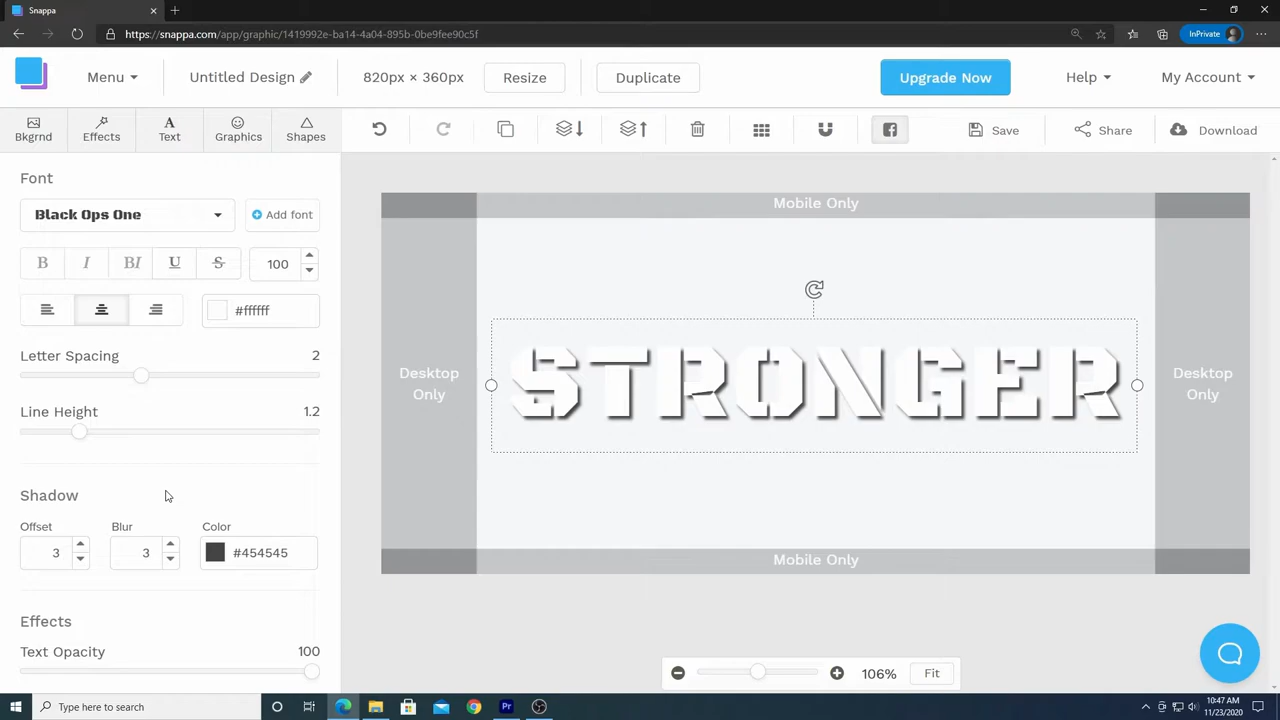 Snappa
https://snappa.com/app/graphic/1419992e-ba14-4a04-895b-0be9fee90c5f
InPrivate
Menu
Untitled Design
820px × 360px
Resize
Duplicate
Upgrade Now
Help
My Account
Bkgrnd
Effects
Text
Graphics
Shapes
Save
Share
Download
Font
Black Ops One
Add font
B
I
BI
U
S
100
#ffffff
Letter Spacing
2
Line Height
1.2
Shadow
Offset
Blur
Color
3
3
#454545
Effects
Text Opacity
100
Mobile Only
Desktop
Only
STRONGER
Desktop
Only
Mobile Only
106%
Fit
Type here to search
Pr
10:47 AM
11/23/2020